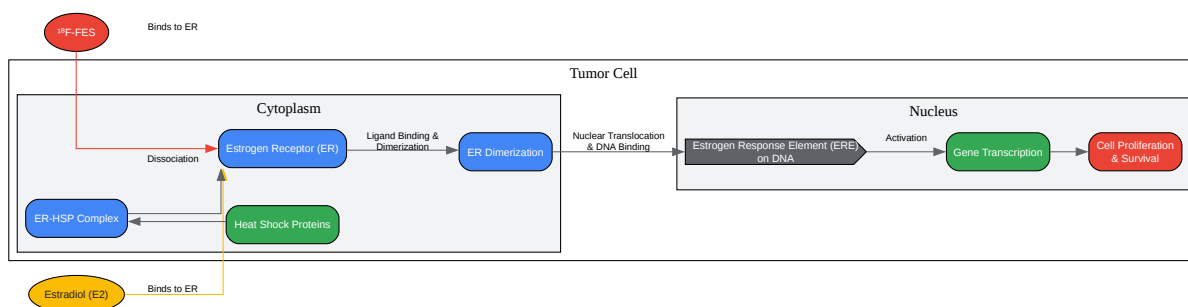 ¹⁸F-FES
Binds to ER
Tumor Cell
Cytoplasm
Nucleus
Estrogen Receptor (ER)
Ligand Binding &
Dimerization
ER Dimerization
Nuclear Translocation
& DNA Binding
Estrogen Response Element (ERE)
on DNA
Activation
Gene Transcription
Cell Proliferation
& Survival
Dissociation
ER-HSP Complex
Heat Shock Proteins
Estradiol (E2)
Binds to ER